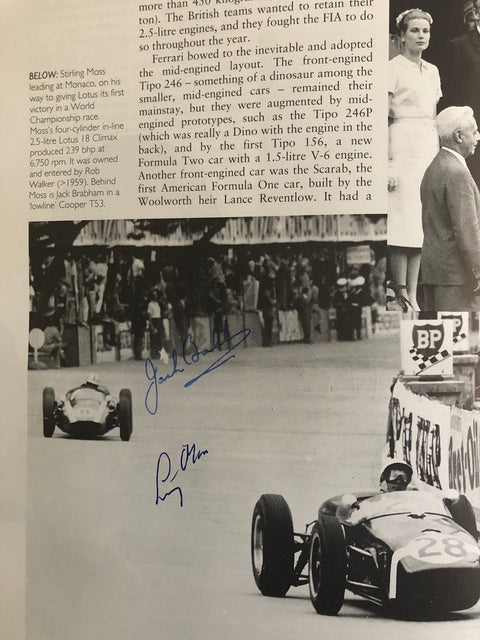 more than
ton). The British teams wanted to retain their
2.5-litre engines, and they fought the FIA to do
so throughout the year.
Ferrari bowed to the inevitable and adopted
the mid-engined layout. The front-engined
Tipo 246 – something of a dinosaur among the
smaller, mid-engined cars – remained their
mainstay, but they were augmented by mid-
engined prototypes, such as the Tipo 246P
(which was really a Dino with the engine in the
back), and by the first Tipo 156, a new
Formula Two car with a 1.5-litre V-6 engine.
Another front-engined car was the Scarab, the
first American Formula One car, built by the
Woolworth heir Lance Reventlow. It had a
BELOW: Stirling Moss
leading at Monaco, on his
way to giving Lotus its first
victory in a World
Championship race.
Moss's four-cylinder in-line
2.5-litre Lotus 18 Climax
produced 239 bhp at
6,750 rpm. It was owned
and entered by Rob
Walker (>1959). Behind
Moss is Jack Brabham in a
'lowline' Cooper T53.
BP
28